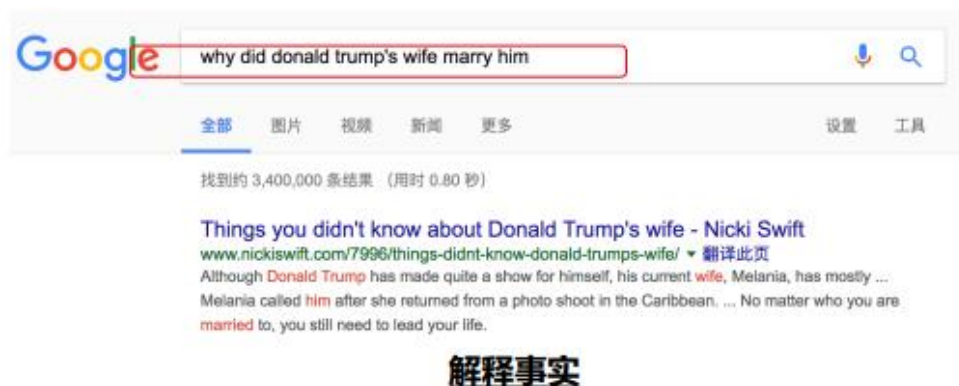 Google why did donald trump's wife marry him
全部 图片 视频 新闻 更多 设置 工具
找到约 3,400,000 条结果 （用时 0.80 秒）
Things you didn't know about Donald Trump's wife - Nicki Swift
www.nickiswift.com/7996/things-didnt-know-donald-trumps-wife/ ▾ 翻译此页
Although Donald Trump has made quite a show for himself, his current wife, Melania, has mostly ...
Melania called him after she returned from a photo shoot in the Caribbean. ... No matter who you are
married to, you still need to lead your life.
解释事实